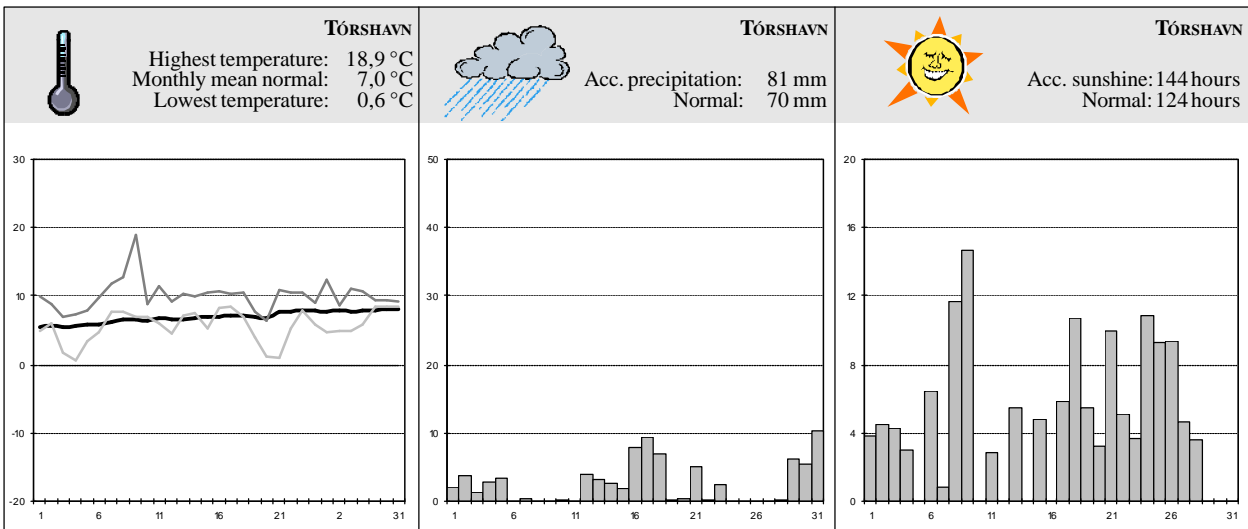 TÓRSHAVN
Highest temperature: 18,9 °C
Monthly mean normal: 7,0 °C
Lowest temperature: 0,6 °C
30
20
10
0
-10
-20
1 6 11 16 21 2 31
TÓRSHAVN
Acc. precipitation: 81 mm
Normal: 70 mm
50
40
30
20
10
0
1 6 11 16 21 26 31
TÓRSHAVN
Acc. sunshine: 144 hours
Normal: 124 hours
20
16
12
8
4
0
1 6 11 16 21 26 31